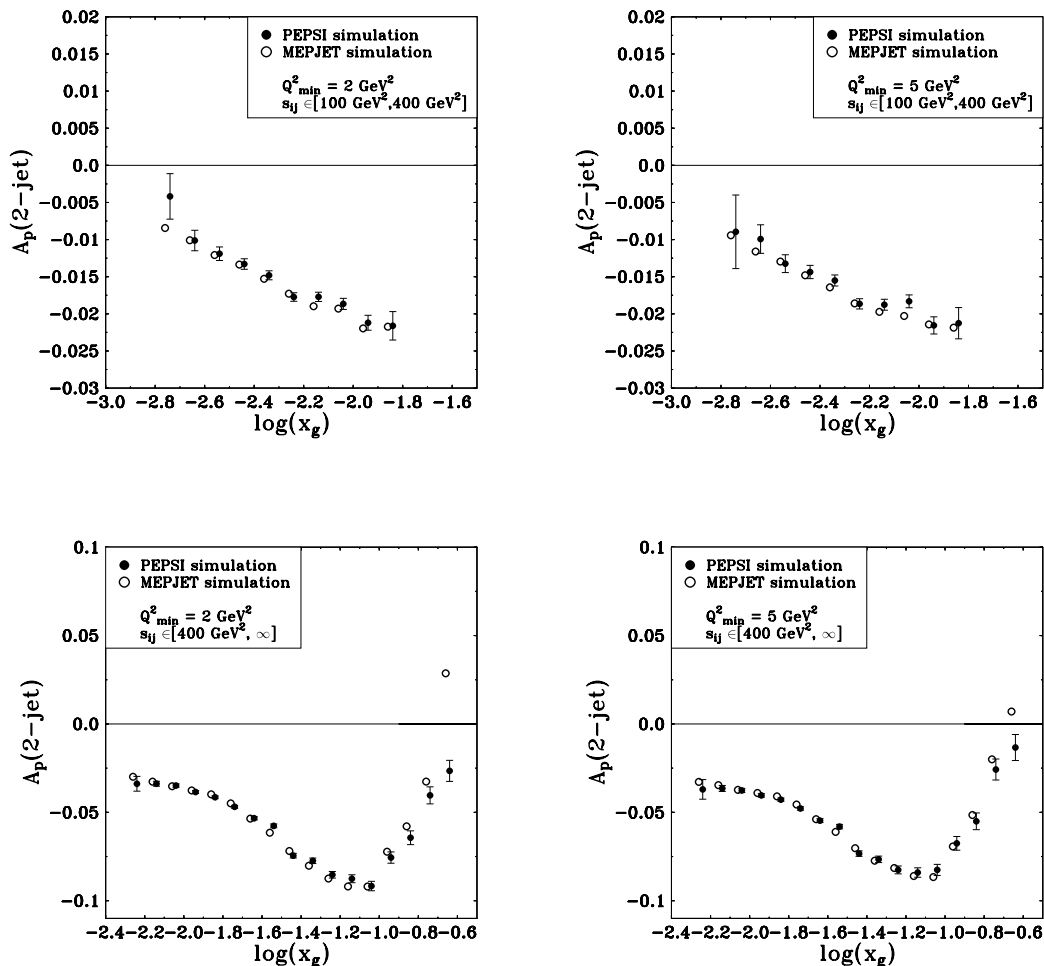 0.02
0.015
0.01
0.005
0.0
−0.005
−0.01
−0.015
−0.02
−0.025
−0.03
A_p(2−jet)
PEPSI simulation
MEPJET simulation
Q²_min = 2 GeV²
s_ij ∈[100 GeV²,400 GeV²]
−3.0 −2.8 −2.6 −2.4 −2.2 −2.0 −1.8 −1.6
log(x_g)
0.02
0.015
0.01
0.005
0.0
−0.005
−0.01
−0.015
−0.02
−0.025
−0.03
A_p(2−jet)
PEPSI simulation
MEPJET simulation
Q²_min = 5 GeV²
s_ij ∈[100 GeV²,400 GeV²]
−3.0 −2.8 −2.6 −2.4 −2.2 −2.0 −1.8 −1.6
log(x_g)
0.1
0.05
0.0
−0.05
−0.1
A_p(2−jet)
PEPSI simulation
MEPJET simulation
Q²_min = 2 GeV²
s_ij ∈[400 GeV², ∞]
−2.4 −2.2 −2.0 −1.8 −1.6 −1.4 −1.2 −1.0 −0.8 −0.6
log(x_g)
0.1
0.05
0.0
−0.05
−0.1
A_p(2−jet)
PEPSI simulation
MEPJET simulation
Q²_min = 5 GeV²
s_ij ∈[400 GeV², ∞]
−2.4 −2.2 −2.0 −1.8 −1.6 −1.4 −1.2 −1.0 −0.8 −0.6
log(x_g)